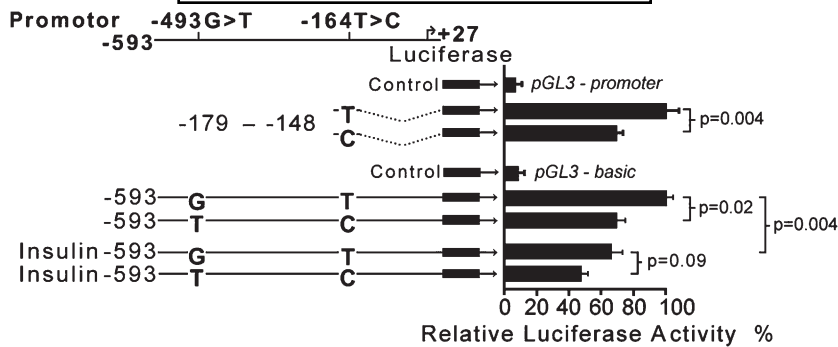 Promotor -493G>T -164T>C
-593 +27
Luciferase
Control pGL3 - promoter
-179 – -148 T
C
p=0.004
Control pGL3 - basic
-593 G T
-593 T C
p=0.02
p=0.004
Insulin -593 G T
Insulin -593 T C
p=0.09
0 20 40 60 80 100
Relative Luciferase Activity %